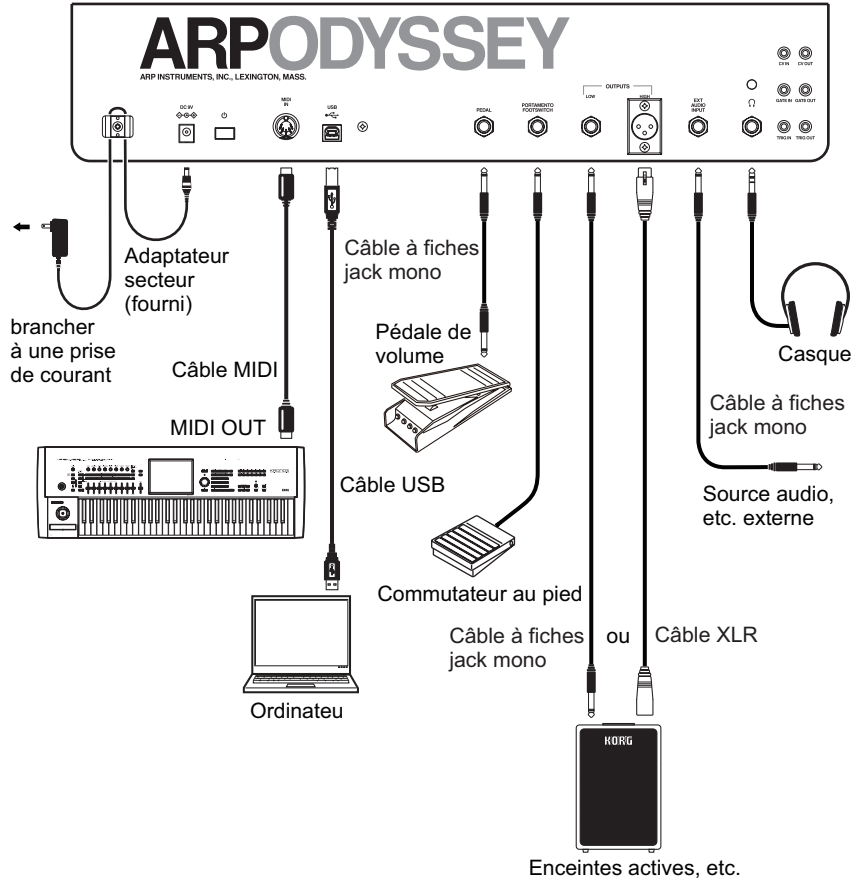 ARPODYSSEY
ARP INSTRUMENTS, INC., LEXINGTON, MASS.
DC 9V
MIDI
IN
USB
PEDAL
PORTAMENTO
FOOTSWITCH
OUTPUTS
LOW
HIGH
EXT
AUDIO
INPUT
CV IN
CV OUT
GATE IN
GATE OUT
TRIG IN
TRIG OUT
Adaptateur
secteur
(fourni)
brancher
à une prise
de courant
Câble MIDI
MIDI OUT
Câble à fiches
jack mono
Pédale de
volume
Câble USB
Casque
Câble à fiches
jack mono
Source audio,
etc. externe
Commutateur au pied
Câble à fiches
jack mono
ou
Câble XLR
Ordinateu
KORG
Enceintes actives, etc.